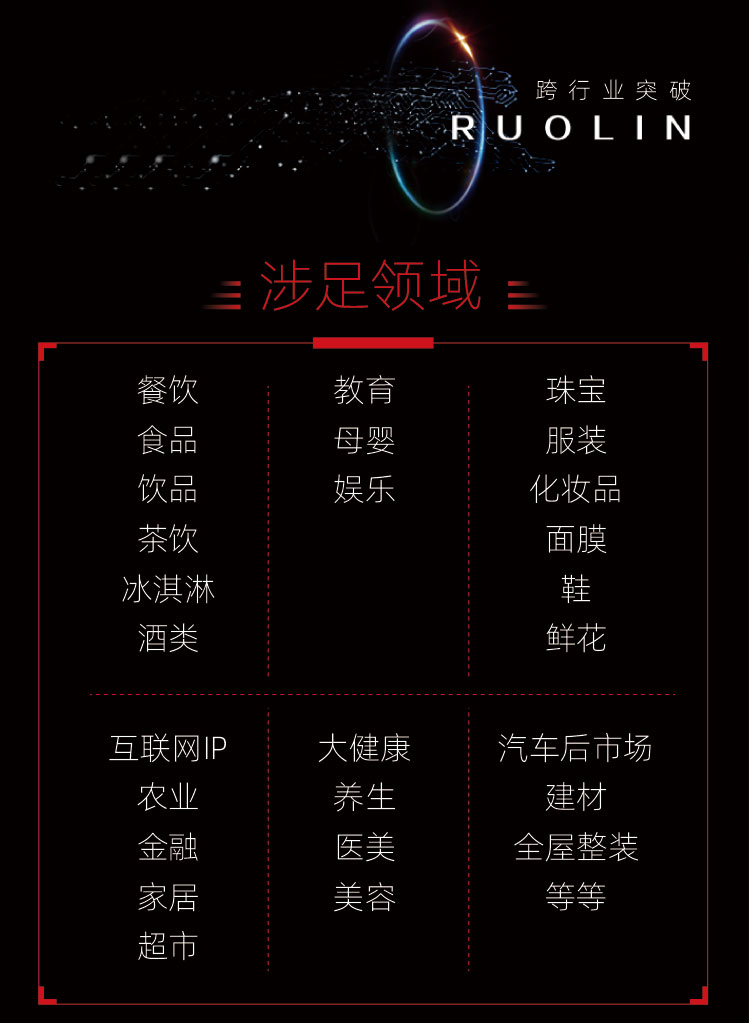 跨行业突破
RUOLIN
涉足领域
餐饮
食品
饮品
茶饮
冰淇淋
酒类
教育
母婴
娱乐
珠宝
服装
化妆品
面膜
鞋
鲜花
互联网IP
农业
金融
家居
超市
大健康
养生
医美
美容
汽车后市场
建材
全屋整装
等等